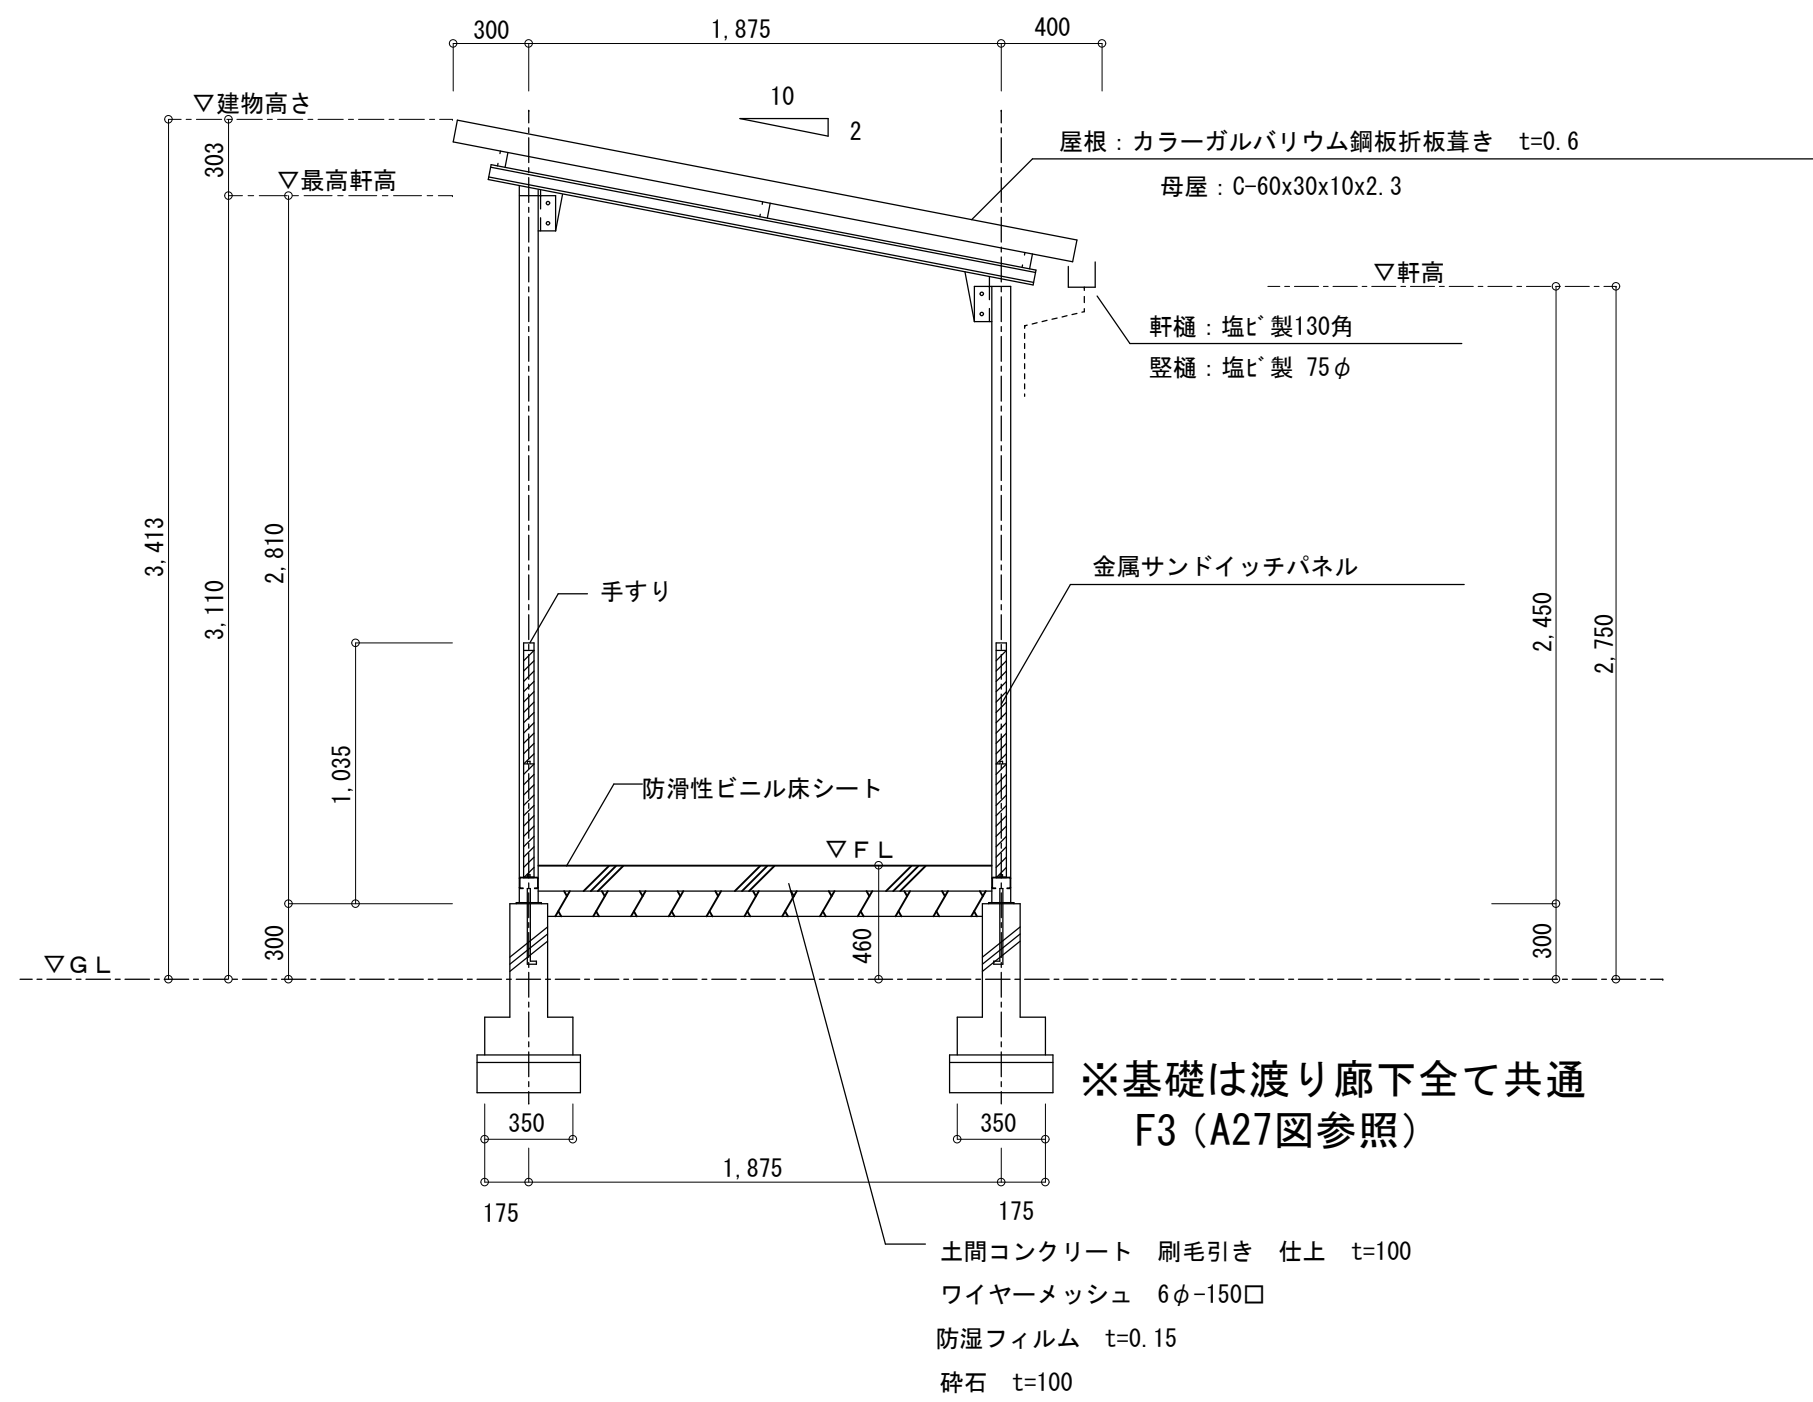 300
1,875
400
▽建物高さ
10
2
303
▽最高軒高
屋根：カラーガルバリウム鋼板折板葺き　t=0.6
母屋：C-60x30x10x2.3
▽軒高
軒樋：塩ビ製130角
竪樋：塩ビ製 75φ
3,413
3,110
2,810
手すり
金属サンドイッチパネル
2,450
2,750
1,035
防滑性ビニル床シート
▽ＦＬ
300
460
300
▽ＧＬ
※基礎は渡り廊下全て共通
F3（A27図参照）
350
350
1,875
175
175
土間コンクリート　刷毛引き　仕上　t=100
ワイヤーメッシュ　6φ-150口
防湿フィルム　t=0.15
砕石　t=100